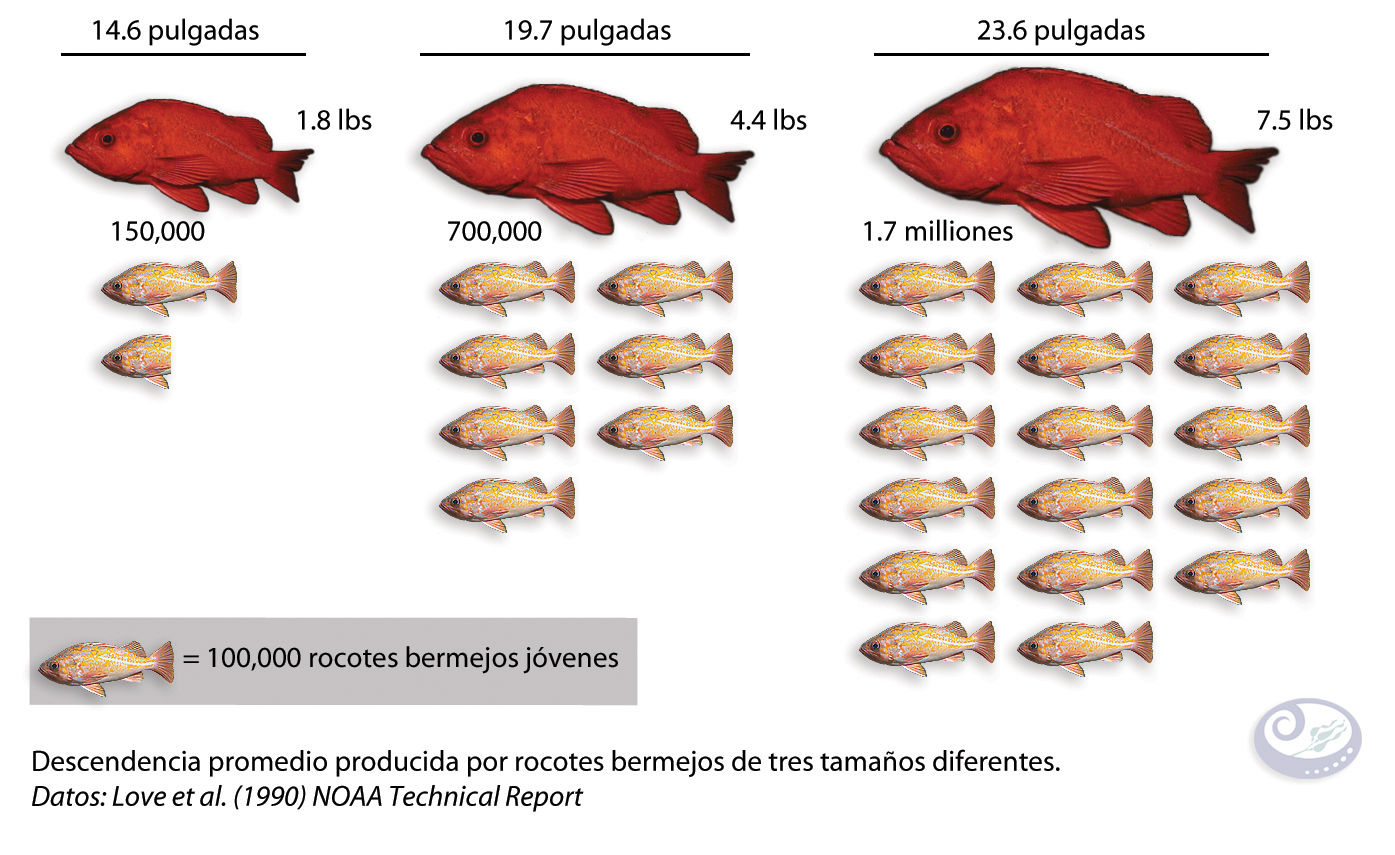 14.6 pulgadas
19.7 pulgadas
23.6 pulgadas
1.8 lbs
4.4 lbs
7.5 lbs
150,000
700,000
1.7 milliones
= 100,000 rocotes bermejos jóvenes
Descendencia promedio producida por rocotes bermejos de tres tamaños diferentes.
Datos: Love et al. (1990) NOAA Technical Report